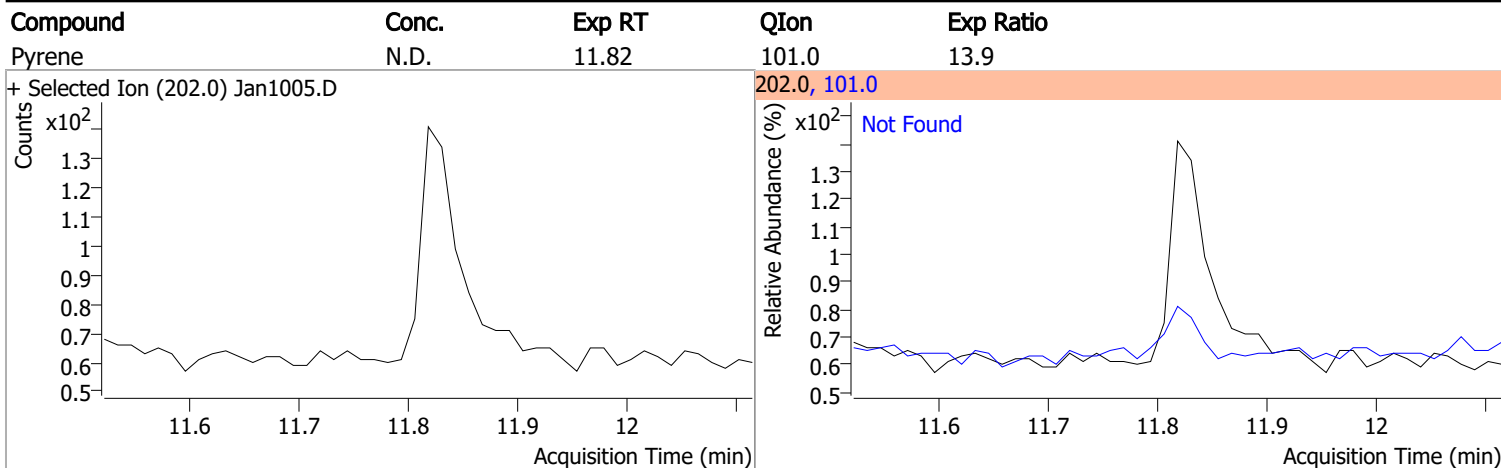 Compound Conc. Exp RT QIon Exp Ratio
Pyrene N.D. 11.82 101.0 13.9
+ Selected Ion (202.0) Jan1005.D
Counts
x10²
1.3
1.2
1.1
1
0.9
0.8
0.7
0.6
0.5
11.6 11.7 11.8 11.9 12
Acquisition Time (min)
202.0, 101.0
Relative Abundance (%)
x10²
Not Found
1.3
1.2
1.1
1
0.9
0.8
0.7
0.6
0.5
11.6 11.7 11.8 11.9 12
Acquisition Time (min)